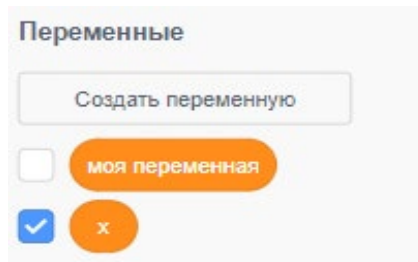 Переменные
Создать переменную
моя переменная
x